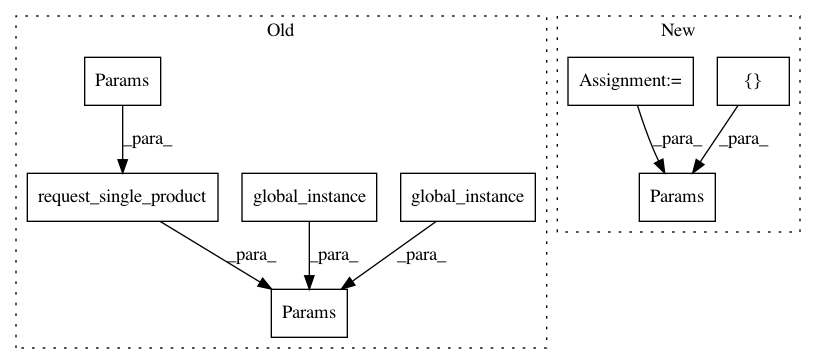 Old
New
Params
Assignment:=
{}
_para_
_para_
_para_
request_single_product
global_instance
global_instance
Params
_para_
_para_
_para_
Params